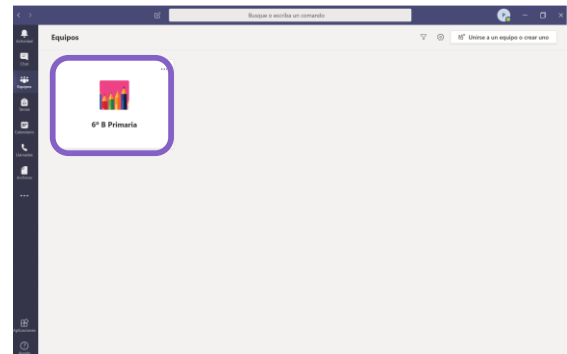 Busque o escriba un comando
Equipos
Unirse a un equipo o crear uno
Actividad
Chat
Equipos
Tareas
Calendario
Llamadas
Archivos
6º B Primaria
Aplicaciones
Ayuda